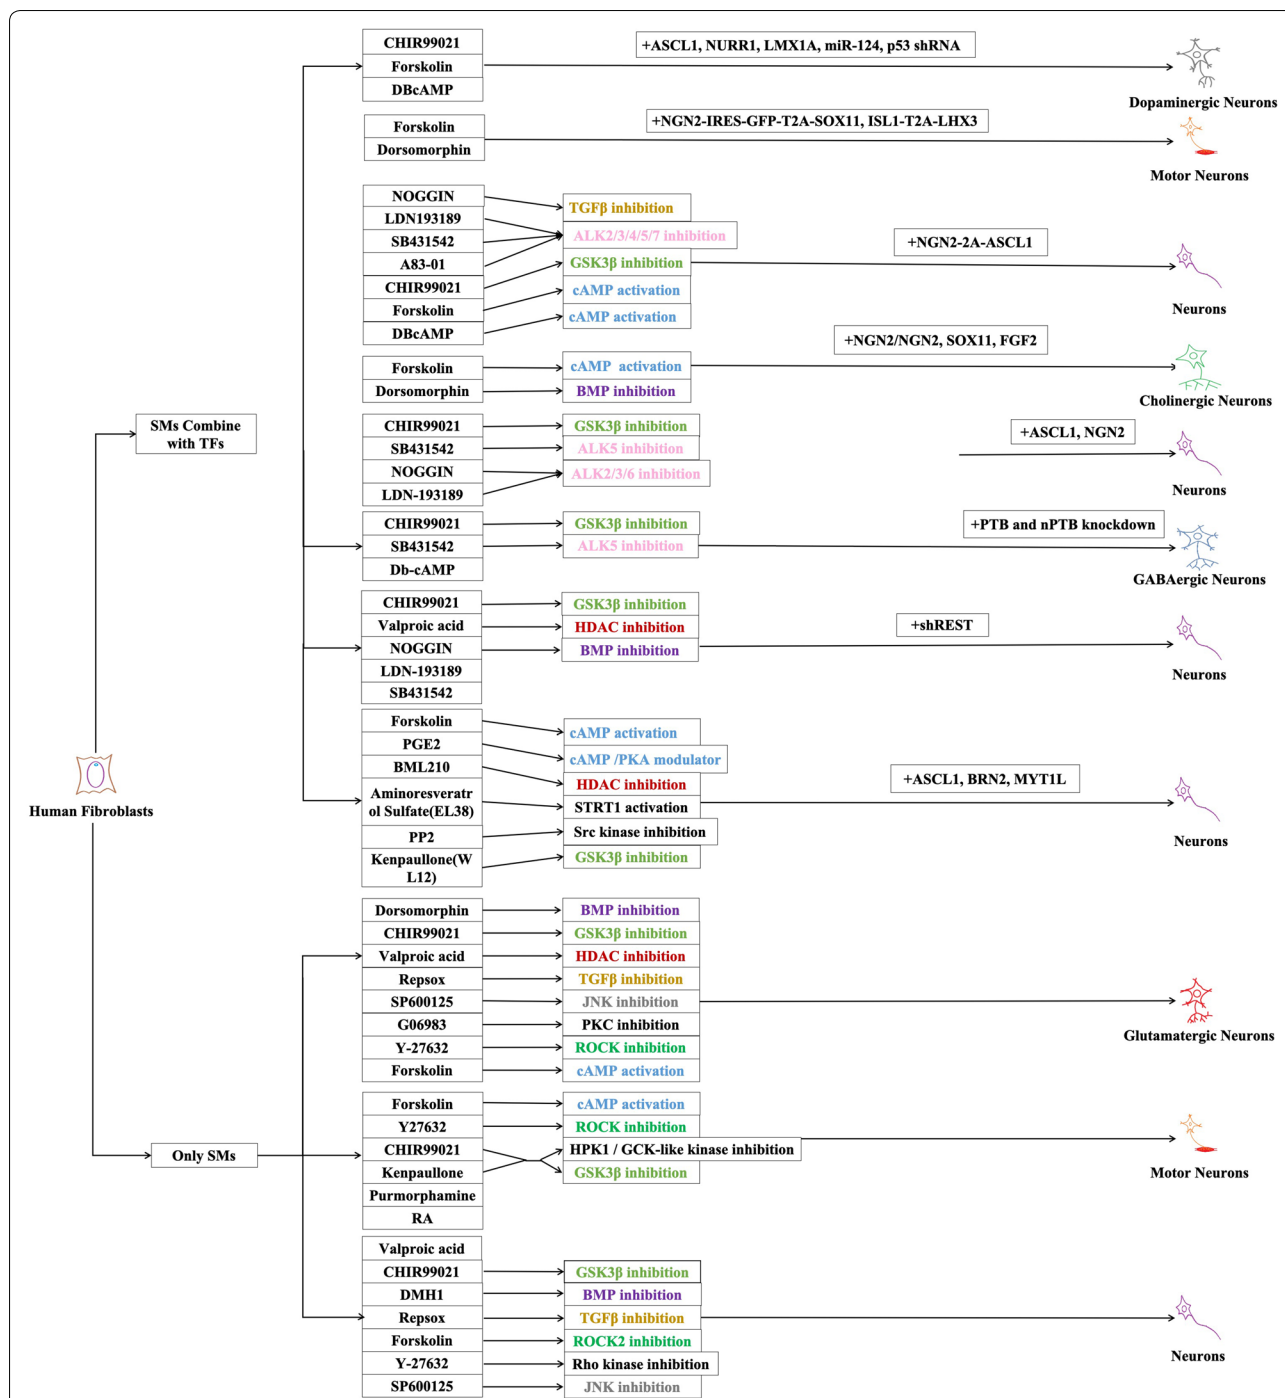 CHIR99021
Forskolin
DBcAMP
+ASCL1, NURR1, LMX1A, miR-124, p53 shRNA
Dopaminergic Neurons
Forskolin
Dorsomorphin
+NGN2-IRES-GFP-T2A-SOX11, ISL1-T2A-LHX3
Motor Neurons
NOGGIN
LDN193189
SB431542
A83-01
CHIR99021
Forskolin
DBcAMP
TGFβ inhibition
ALK2/3/4/5/7 inhibition
GSK3β inhibition
cAMP activation
cAMP activation
+NGN2-2A-ASCL1
Neurons
Forskolin
Dorsomorphin
cAMP activation
BMP inhibition
+NGN2/NGN2, SOX11, FGF2
Cholinergic Neurons
SMs Combine
with TFs
CHIR99021
SB431542
NOGGIN
LDN-193189
GSK3β inhibition
ALK5 inhibition
ALK2/3/6 inhibition
+ASCL1, NGN2
Neurons
CHIR99021
SB431542
Db-cAMP
GSK3β inhibition
ALK5 inhibition
+PTB and nPTB knockdown
GABAergic Neurons
CHIR99021
Valproic acid
NOGGIN
LDN-193189
SB431542
GSK3β inhibition
HDAC inhibition
BMP inhibition
+shREST
Neurons
Forskolin
PGE2
BML210
Aminoresveratr
ol Sulfate(EL38)
PP2
Kenpaullone(W
L12)
cAMP activation
cAMP /PKA modulator
HDAC inhibition
STRT1 activation
Src kinase inhibition
GSK3β inhibition
+ASCL1, BRN2, MYT1L
Neurons
Human Fibroblasts
Dorsomorphin
CHIR99021
Valproic acid
Repsox
SP600125
G06983
Y-27632
Forskolin
BMP inhibition
GSK3β inhibition
HDAC inhibition
TGFβ inhibition
JNK inhibition
PKC inhibition
ROCK inhibition
cAMP activation
Glutamatergic Neurons
Only SMs
Forskolin
Y27632
CHIR99021
Kenpaullone
Purmorphamine
RA
cAMP activation
ROCK inhibition
HPK1 / GCK-like kinase inhibition
GSK3β inhibition
Motor Neurons
Valproic acid
CHIR99021
DMH1
Repsox
Forskolin
Y-27632
SP600125
GSK3β inhibition
BMP inhibition
TGFβ inhibition
ROCK2 inhibition
Rho kinase inhibition
JNK inhibition
Neurons